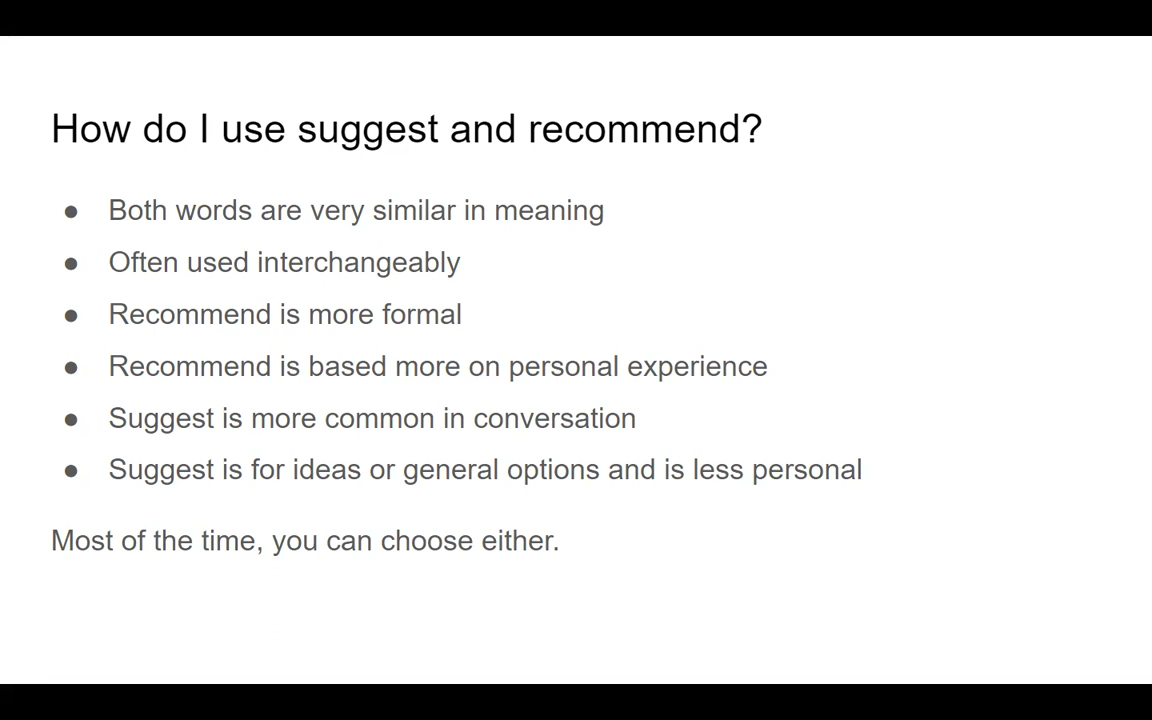 How do I use suggest and recommend?
● Both words are very similar in meaning
● Often used interchangeably
● Recommend is more formal
● Recommend is based more on personal experience
● Suggest is more common in conversation
● Suggest is for ideas or general options and is less personal
Most of the time, you can choose either.